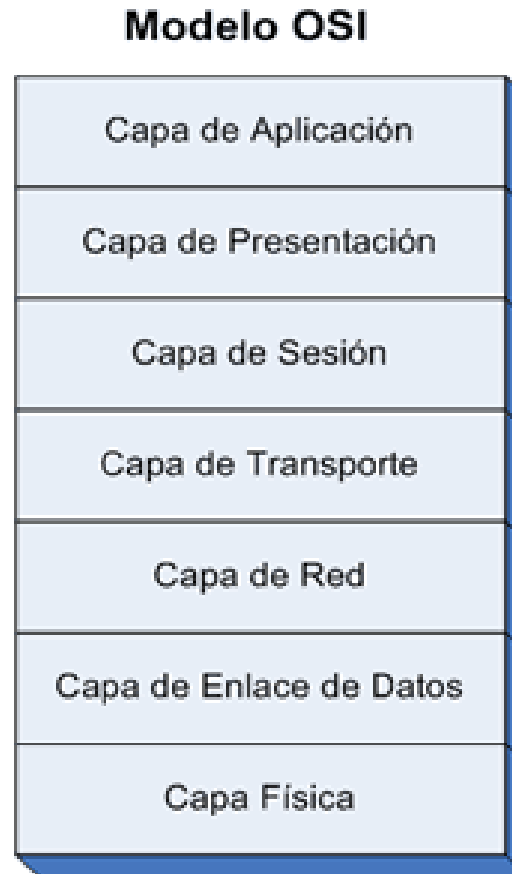 Modelo OSI
Capa de Aplicación
Capa de Presentación
Capa de Sesión
Capa de Transporte
Capa de Red
Capa de Enlace de Datos
Capa Física